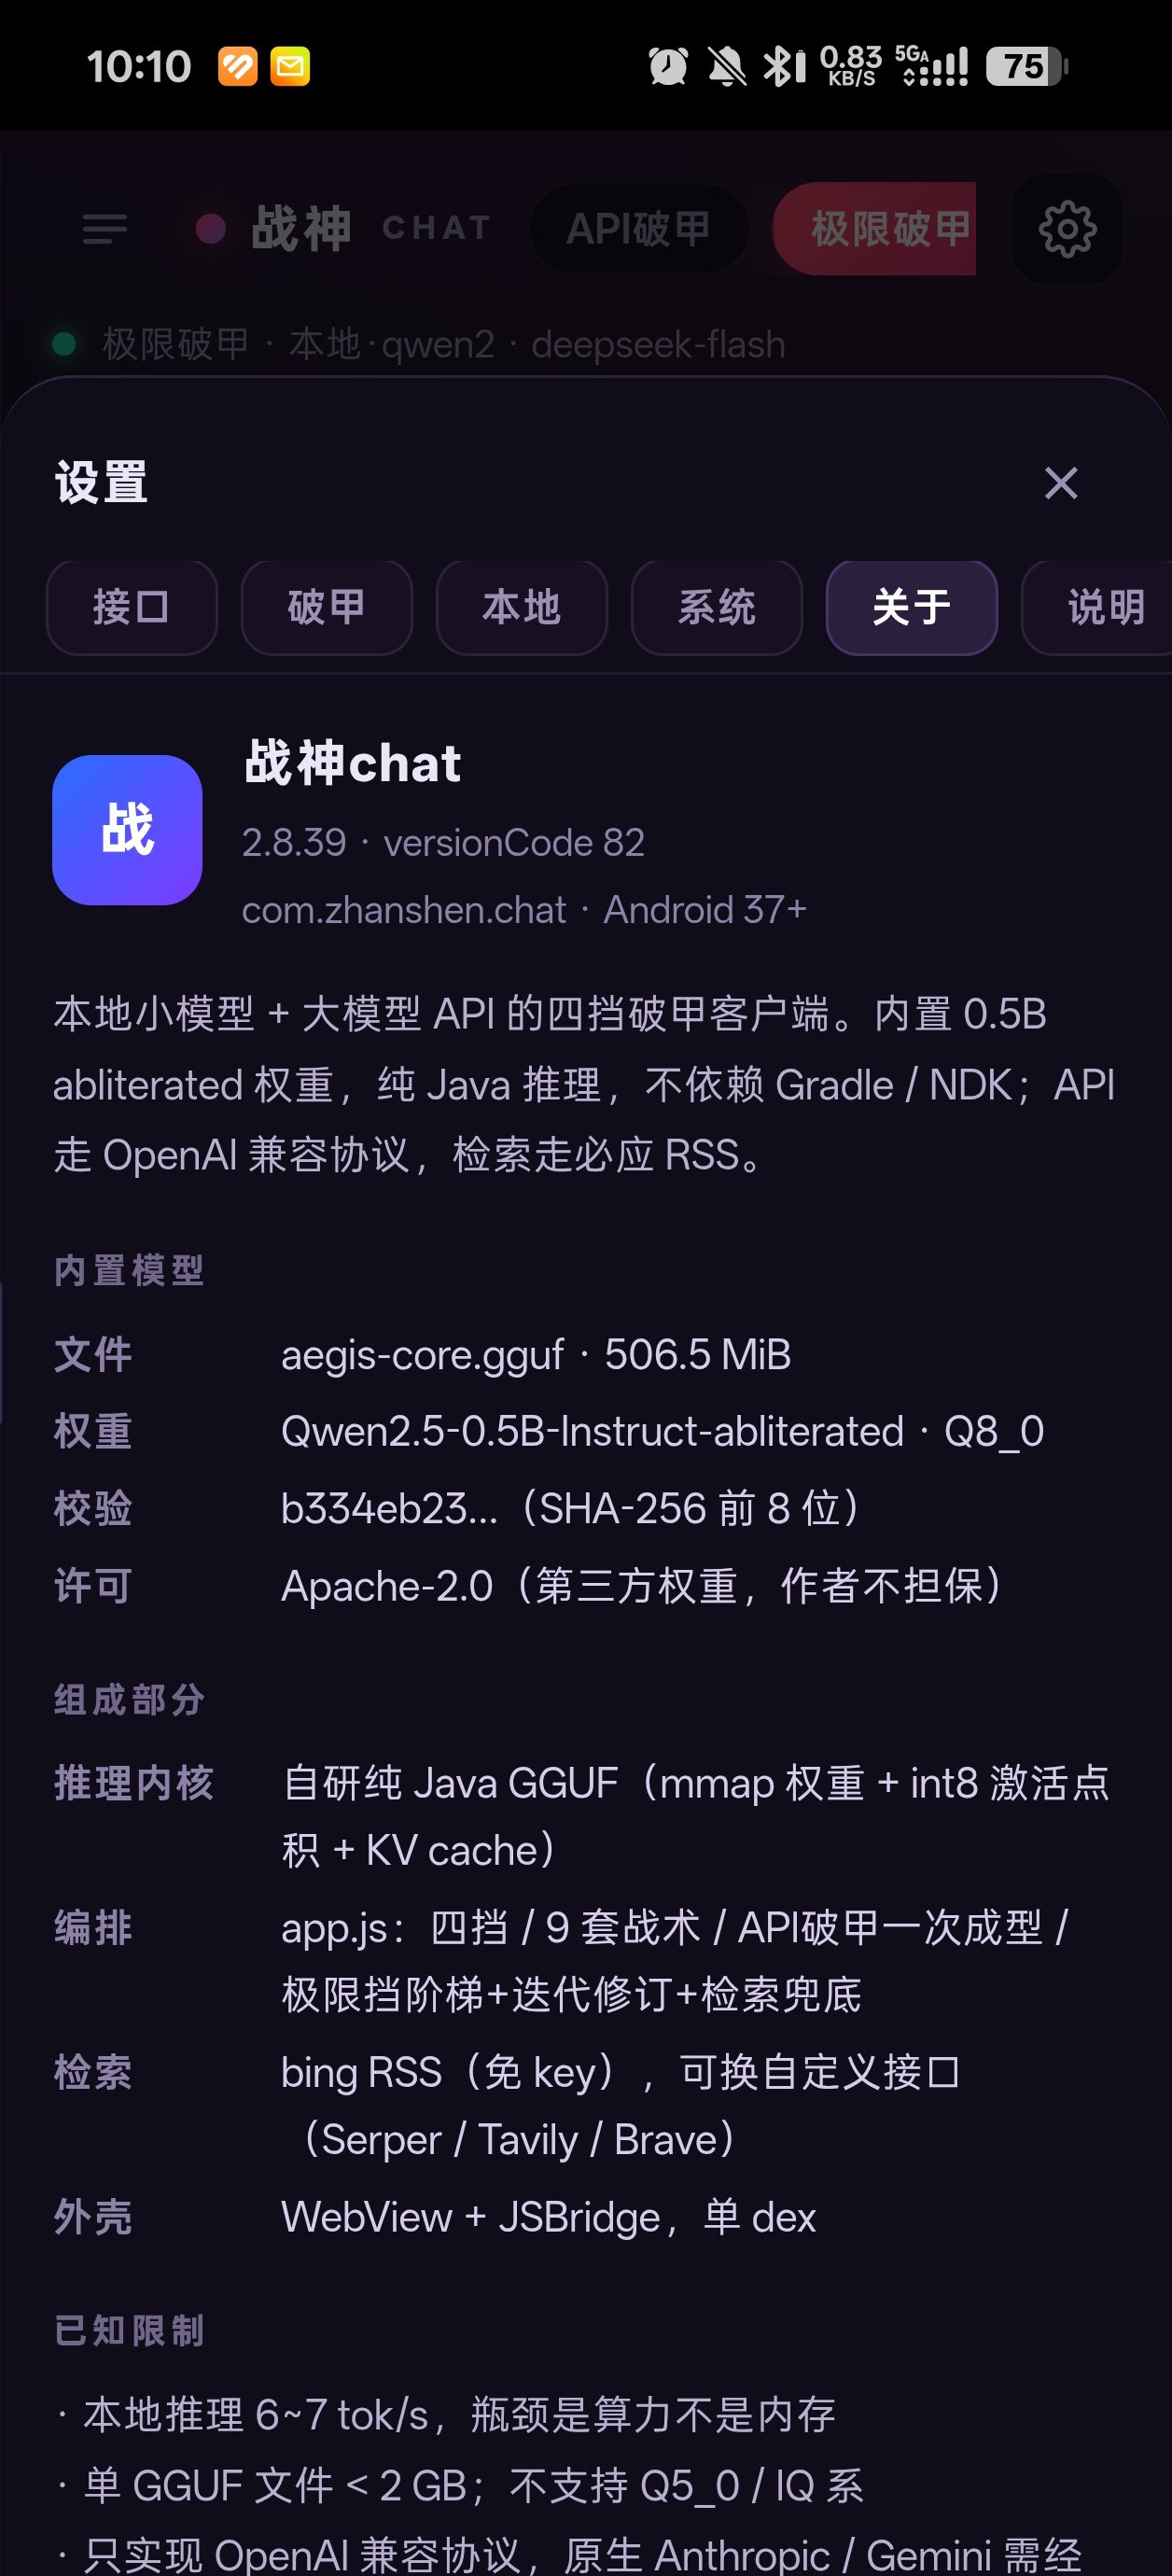 10:10
0.83 KB/S 5GA 75
战神 CHAT API破甲 极限破甲
极限破甲 · 本地·qwen2 · deepseek-flash
设置
接口 破甲 本地 系统 关于 说明
战
战神chat
2.8.39 · versionCode 82
com.zhanshen.chat · Android 37+
本地小模型 + 大模型 API 的四挡破甲客户端。内置 0.5B
abliterated 权重，纯 Java 推理，不依赖 Gradle / NDK；API
走 OpenAI 兼容协议，检索走必应 RSS。
内置模型
文件 aegis-core.gguf · 506.5 MiB
权重 Qwen2.5-0.5B-Instruct-abliterated · Q8_0
校验 b334eb23…（SHA-256 前 8 位）
许可 Apache-2.0（第三方权重，作者不担保）
组成部分
推理内核 自研纯 Java GGUF（mmap 权重 + int8 激活点
积 + KV cache）
编排 app.js：四挡 / 9 套战术 / API破甲一次成型 /
极限挡阶梯+迭代修订+检索兜底
检索 bing RSS（免 key），可换自定义接口
（Serper / Tavily / Brave）
外壳 WebView + JSBridge，单 dex
已知限制
· 本地推理 6~7 tok/s，瓶颈是算力不是内存
· 单 GGUF 文件 < 2 GB；不支持 Q5_0 / IQ 系
· 只实现 OpenAI 兼容协议，原生 Anthropic / Gemini 需经